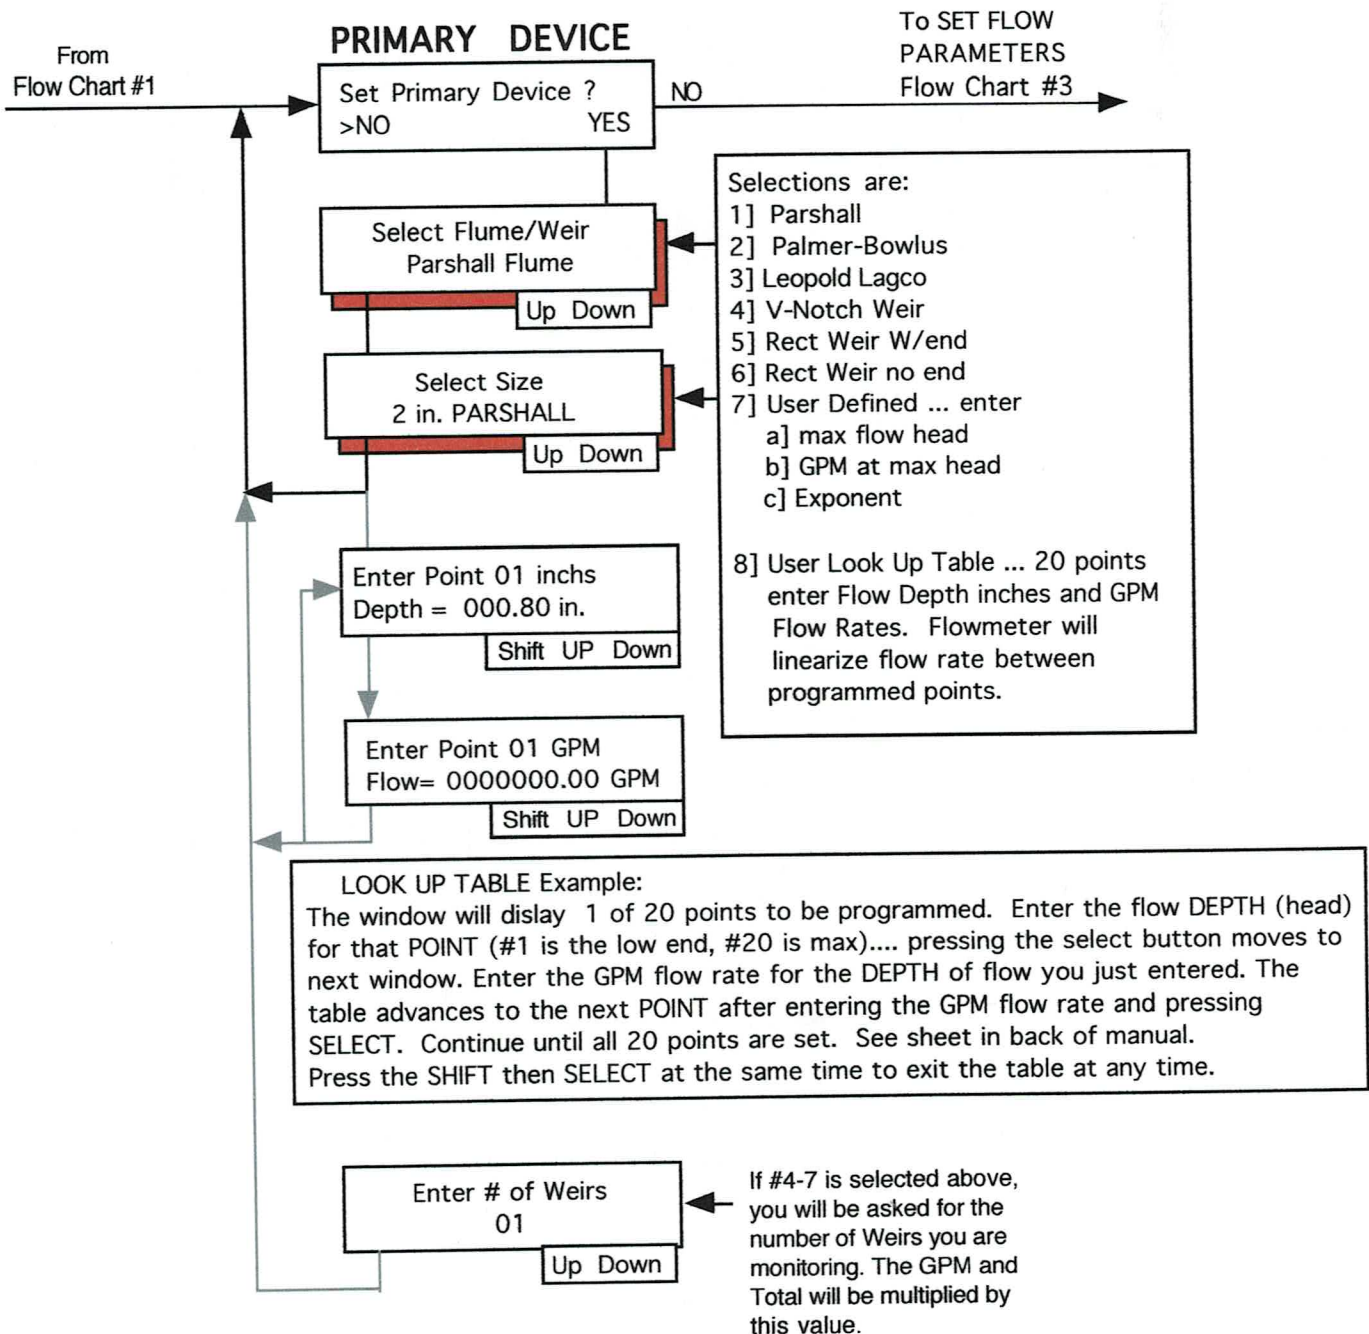 From
Flow Chart #1
PRIMARY DEVICE
To SET FLOW
PARAMETERS
Flow Chart #3
Set Primary Device ?
>NO YES
NO
Select Flume/Weir
Parshall Flume
Up Down
Select Size
2 in. PARSHALL
Up Down
Selections are:
1] Parshall
2] Palmer-Bowlus
3] Leopold Lagco
4] V-Notch Weir
5] Rect Weir W/end
6] Rect Weir no end
7] User Defined ... enter
a] max flow head
b] GPM at max head
c] Exponent
8] User Look Up Table ... 20 points
enter Flow Depth inches and GPM
Flow Rates. Flowmeter will
linearize flow rate between
programmed points.
Enter Point 01 inchs
Depth = 000.80 in.
Shift UP Down
Enter Point 01 GPM
Flow= 0000000.00 GPM
Shift UP Down
LOOK UP TABLE Example:
The window will dislay 1 of 20 points to be programmed. Enter the flow DEPTH (head)
for that POINT (#1 is the low end, #20 is max).... pressing the select button moves to
next window. Enter the GPM flow rate for the DEPTH of flow you just entered. The
table advances to the next POINT after entering the GPM flow rate and pressing
SELECT. Continue until all 20 points are set. See sheet in back of manual.
Press the SHIFT then SELECT at the same time to exit the table at any time.
Enter # of Weirs
01
Up Down
If #4-7 is selected above,
you will be asked for the
number of Weirs you are
monitoring. The GPM and
Total will be multiplied by
this value.